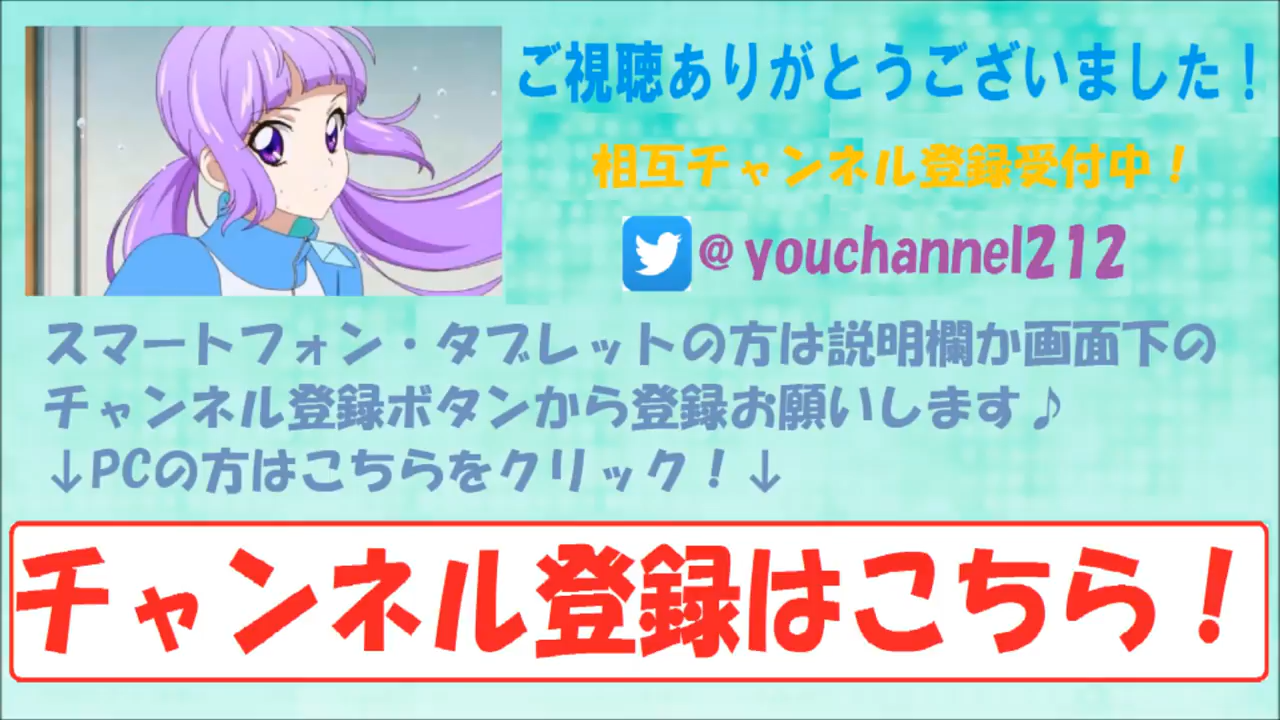 ご視聴ありがとうございました！
相互チャンネル登録受付中！
@youchannel212
スマートフォン・タブレットの方は説明欄か画面下の
チャンネル登録ボタンから登録お願いします♪
↓PCの方はこちらをクリック！↓
チャンネル登録はこちら！